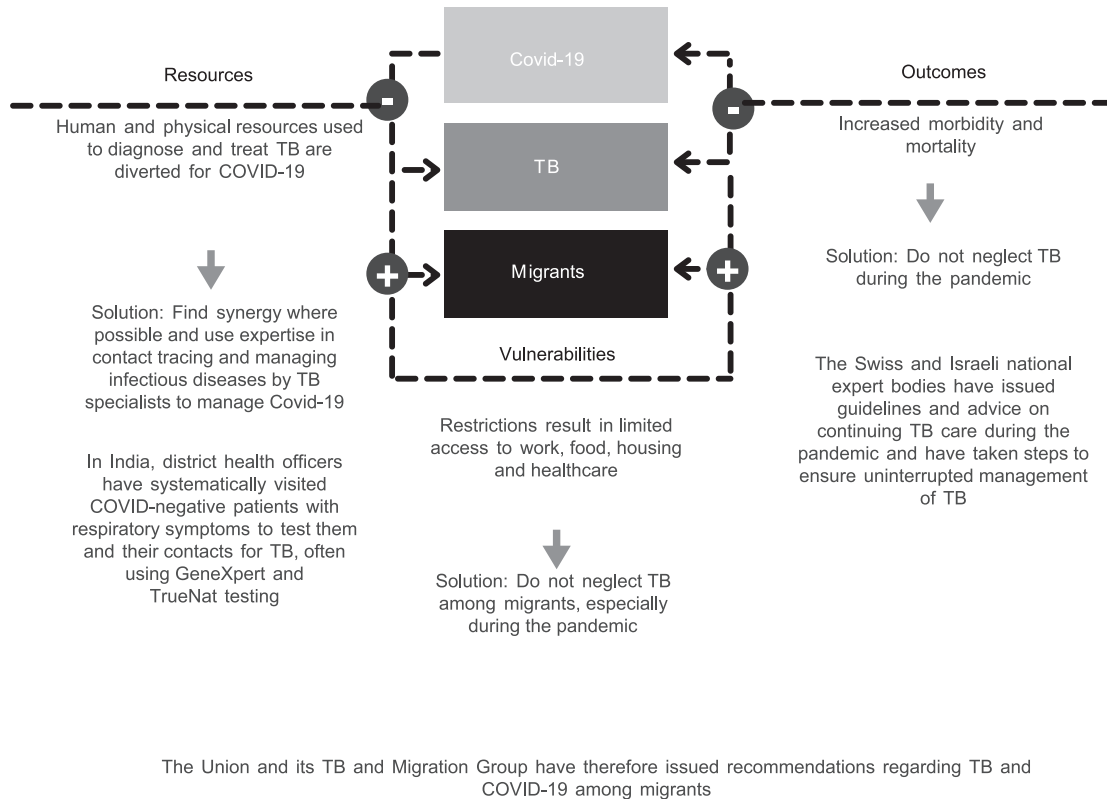 Covid-19
Resources
Outcomes
-
-
Human and physical resources used
to diagnose and treat TB are
diverted for COVID-19
Increased morbidity and
mortality
TB
Solution: Do not neglect TB
during the pandemic
Migrants
+
+
Solution: Find synergy where
possible and use expertise in
contact tracing and managing
infectious diseases by TB
specialists to manage Covid-19
Vulnerabilities
The Swiss and Israeli national
expert bodies have issued
guidelines and advice on
continuing TB care during the
pandemic and have taken steps to
ensure uninterrupted management
of TB
Restrictions result in limited
access to work, food, housing
and healthcare
In India, district health officers
have systematically visited
COVID-negative patients with
respiratory symptoms to test them
and their contacts for TB, often
using GeneXpert and
TrueNat testing
Solution: Do not neglect TB
among migrants, especially
during the pandemic
The Union and its TB and Migration Group have therefore issued recommendations regarding TB and
COVID-19 among migrants